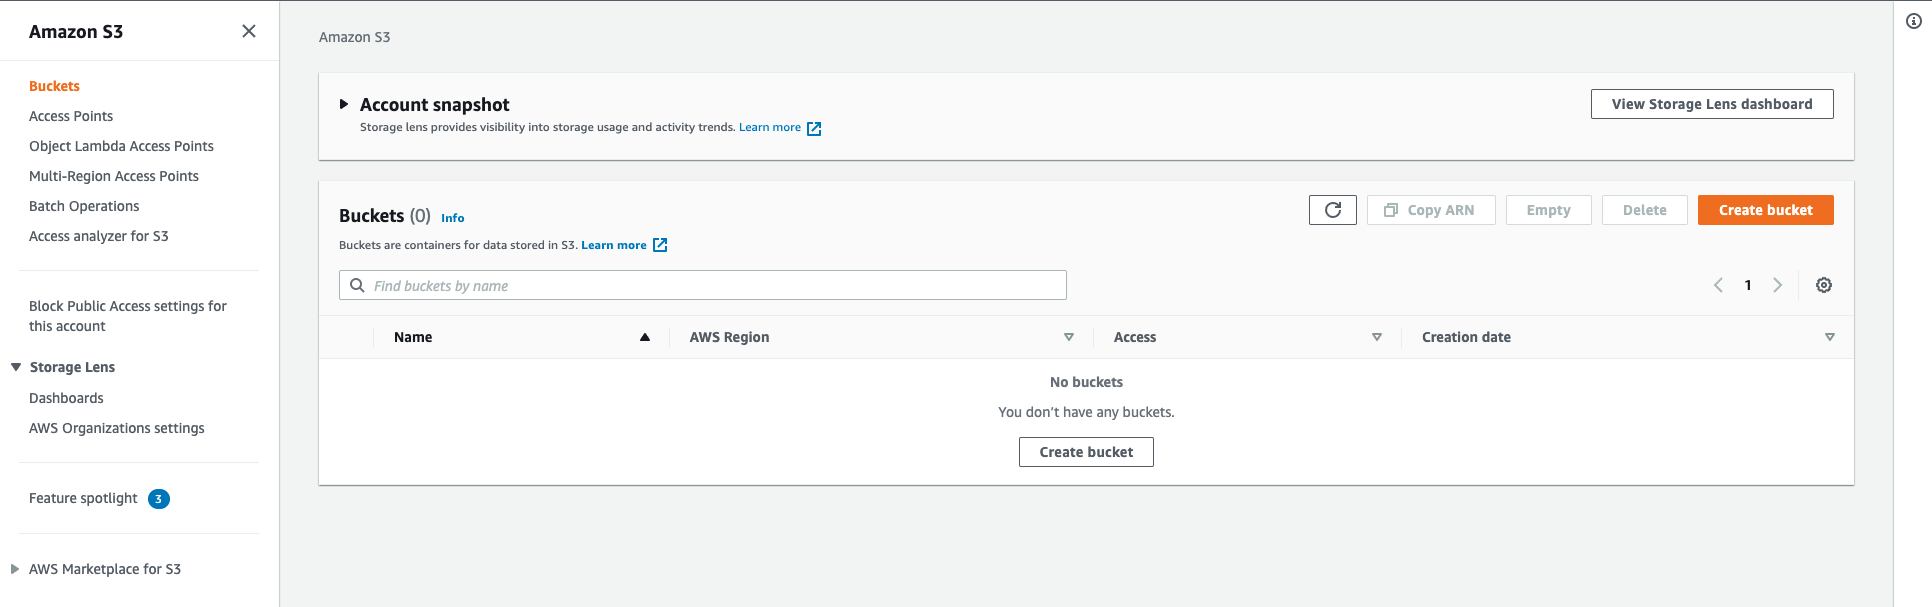 Amazon S3
Buckets
Access Points
Object Lambda Access Points
Multi-Region Access Points
Batch Operations
Access analyzer for S3
Block Public Access settings for
this account
Storage Lens
Dashboards
AWS Organizations settings
Feature spotlight 3
AWS Marketplace for S3
Amazon S3
Account snapshot
Storage lens provides visibility into storage usage and activity trends. Learn more
View Storage Lens dashboard
Buckets (0) Info
Buckets are containers for data stored in S3. Learn more
Copy ARN Empty Delete Create bucket
Find buckets by name
1
Name AWS Region Access Creation date
No buckets
You don’t have any buckets.
Create bucket